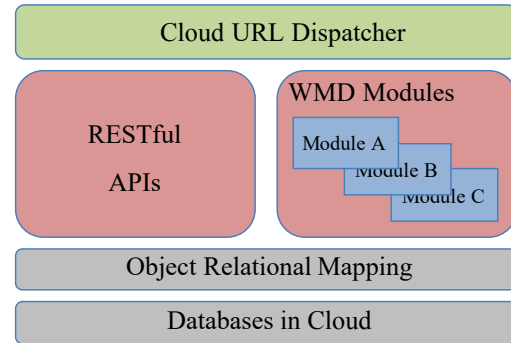 Cloud URL Dispatcher
RESTful
APIs
WMD Modules
Module A
Module B
Module C
Object Relational Mapping
Databases in Cloud